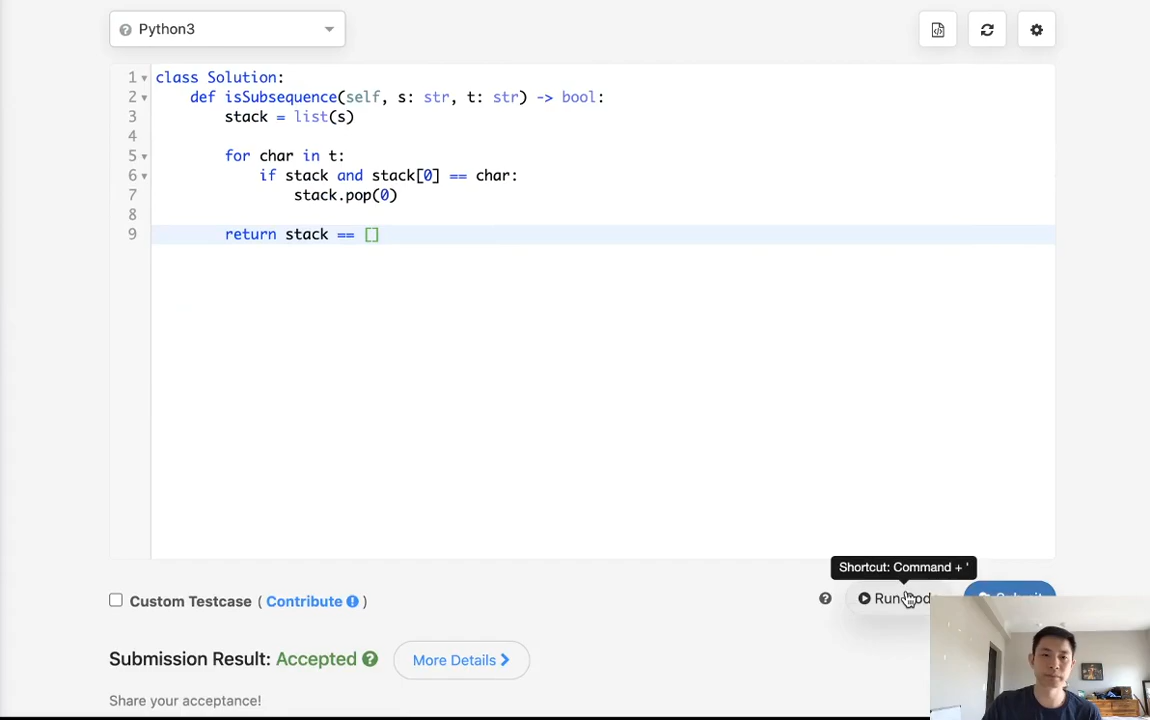 Python3
1 class Solution:
2 def isSubsequence(self, s: str, t: str) -> bool:
3 stack = list(s)
4
5 for char in t:
6 if stack and stack[0] == char:
7 stack.pop(0)
8
9 return stack == []
Shortcut: Command + '
Custom Testcase ( Contribute )
Submission Result: Accepted
More Details
Share your acceptance!